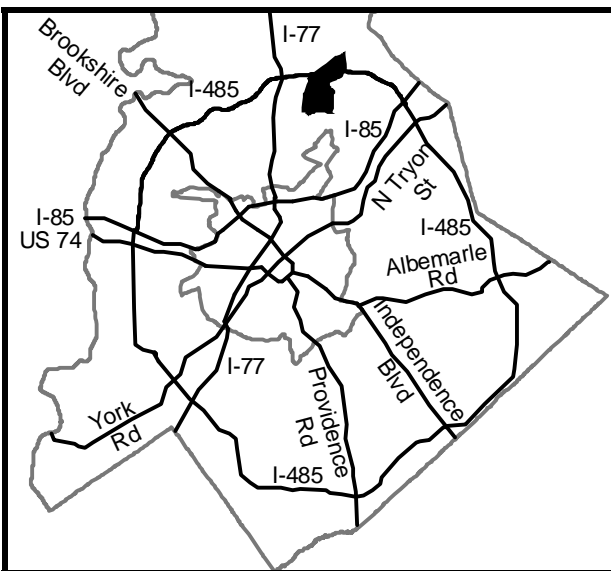 I-77
Brookshire
Blvd
I-485
I-85
N Tryon
St
I-85
US 74
I-485
Albemarle
Rd
Independence
Blvd
I-77
Providence
Rd
York
Rd
I-485